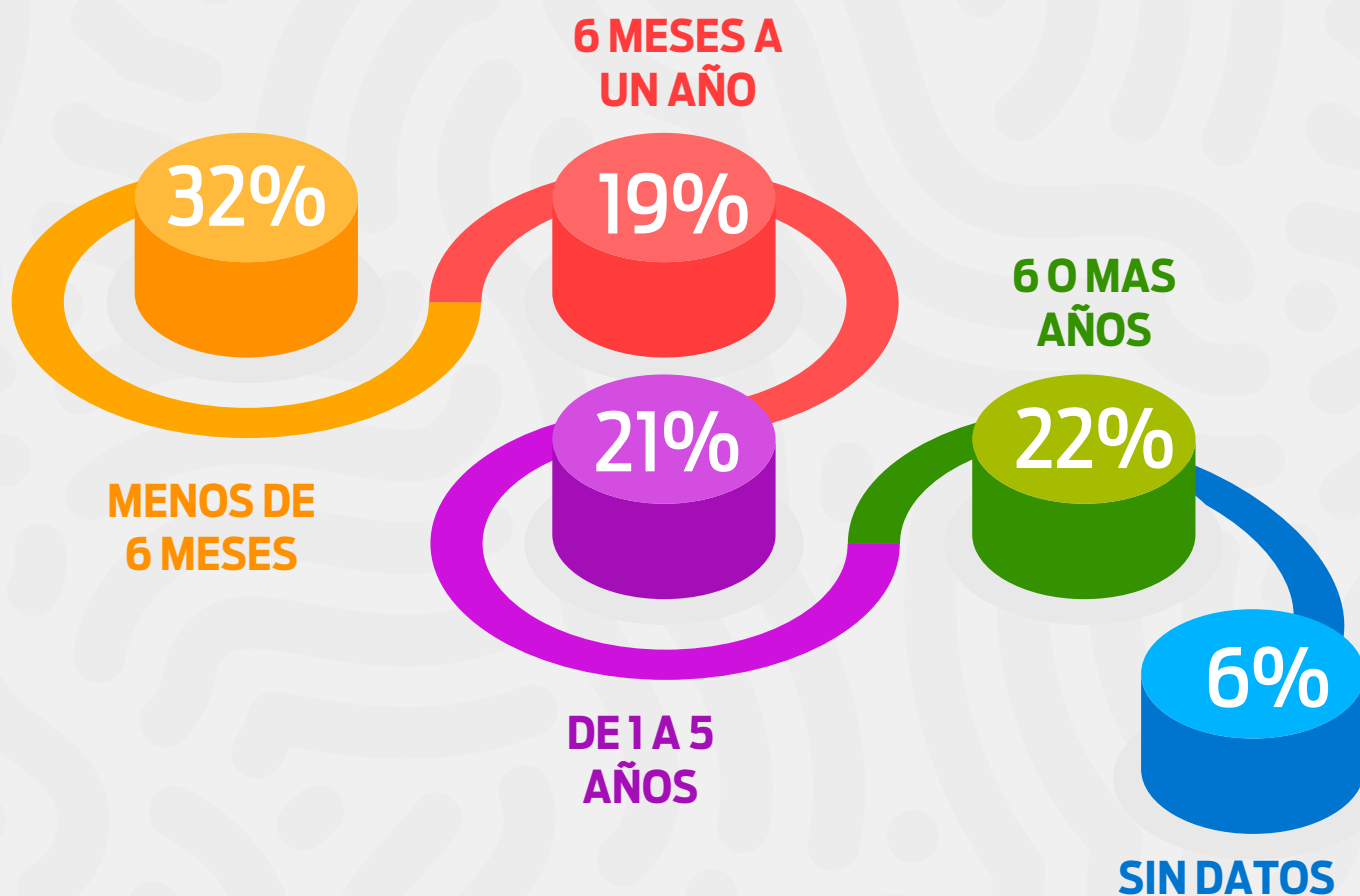 32%
MENOS DE
6 MESES
6 MESES A
UN AÑO
19%
21%
DE 1 A 5
AÑOS
6 O MAS
AÑOS
22%
6%
SIN DATOS